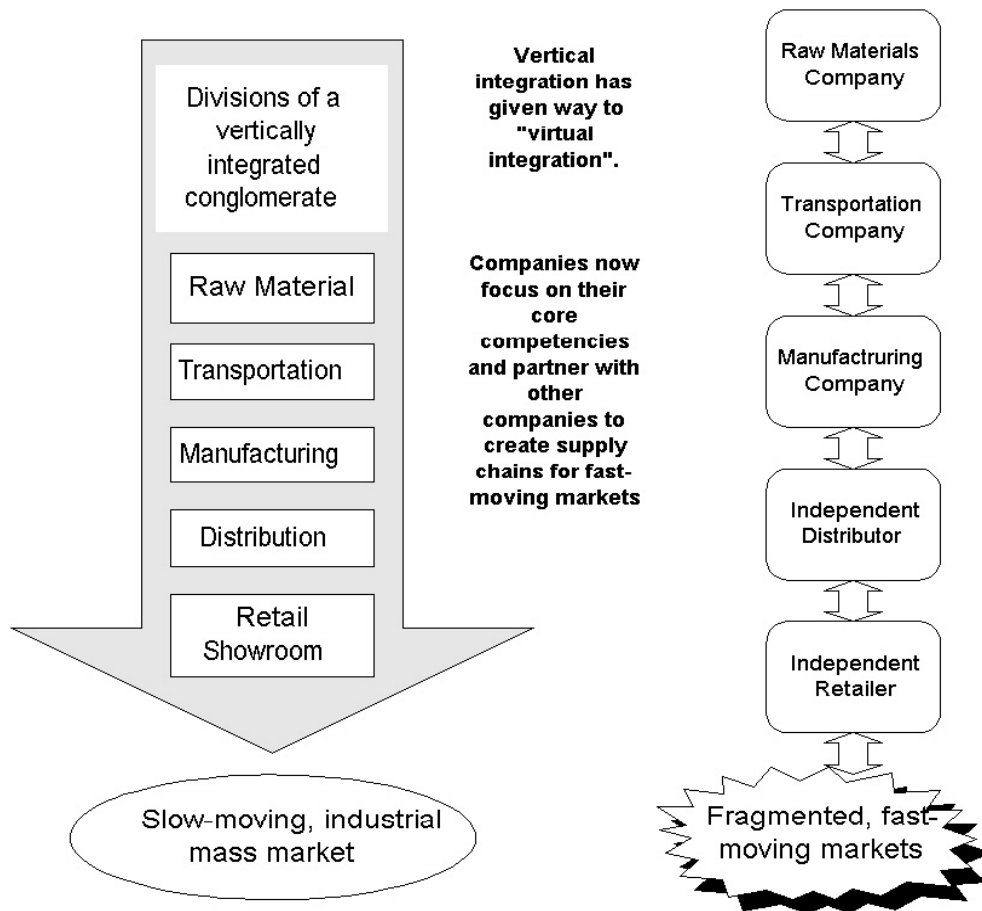 Divisions of a
vertically
integrated
conglomerate
Raw Material
Transportation
Manufacturing
Distribution
Retail
Showroom
Slow-moving, industrial
mass market
Vertical
integration has
given way to
"virtual
integration".
Companies now
focus on their
core
competencies
and partner with
other
companies to
create supply
chains for fast-
moving markets
Raw Materials
Company
Transportation
Company
Manufactruring
Company
Independent
Distributor
Independent
Retailer
Fragmented, fast-
moving markets